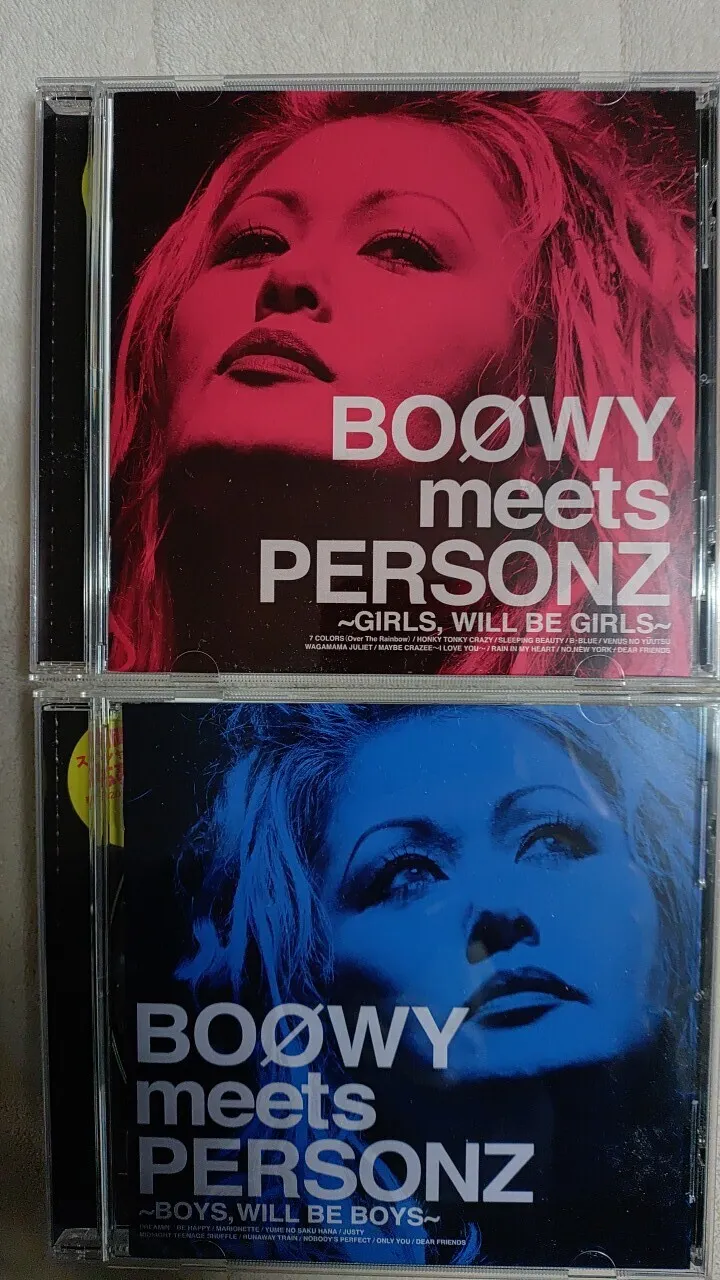 BOØWY
meets
PERSONZ
~GIRLS, WILL BE GIRLS~
7 COLORS (Over The Rainbow) / HONKY TONKY CRAZY / SLEEPING BEAUTY / B・BLUE / VENUS NO YUUTSU
WAGAMAMA JULIET / MAYBE CRAZEE~I LOVE YOU~ / RAIN IN MY HEART / NO. NEW YORK / DEAR FRIENDS
BOØWY
meets
PERSONZ
~BOYS, WILL BE BOYS~
BE HAPPY / MARIONETTE / YUME NO SAKU HANA / JUSTY
MIDNIGHT TEENAGE SHUFFLE / RUNAWAY TRAIN / NOBODY'S PERFECT / ONLY YOU / DEAR FRIENDS